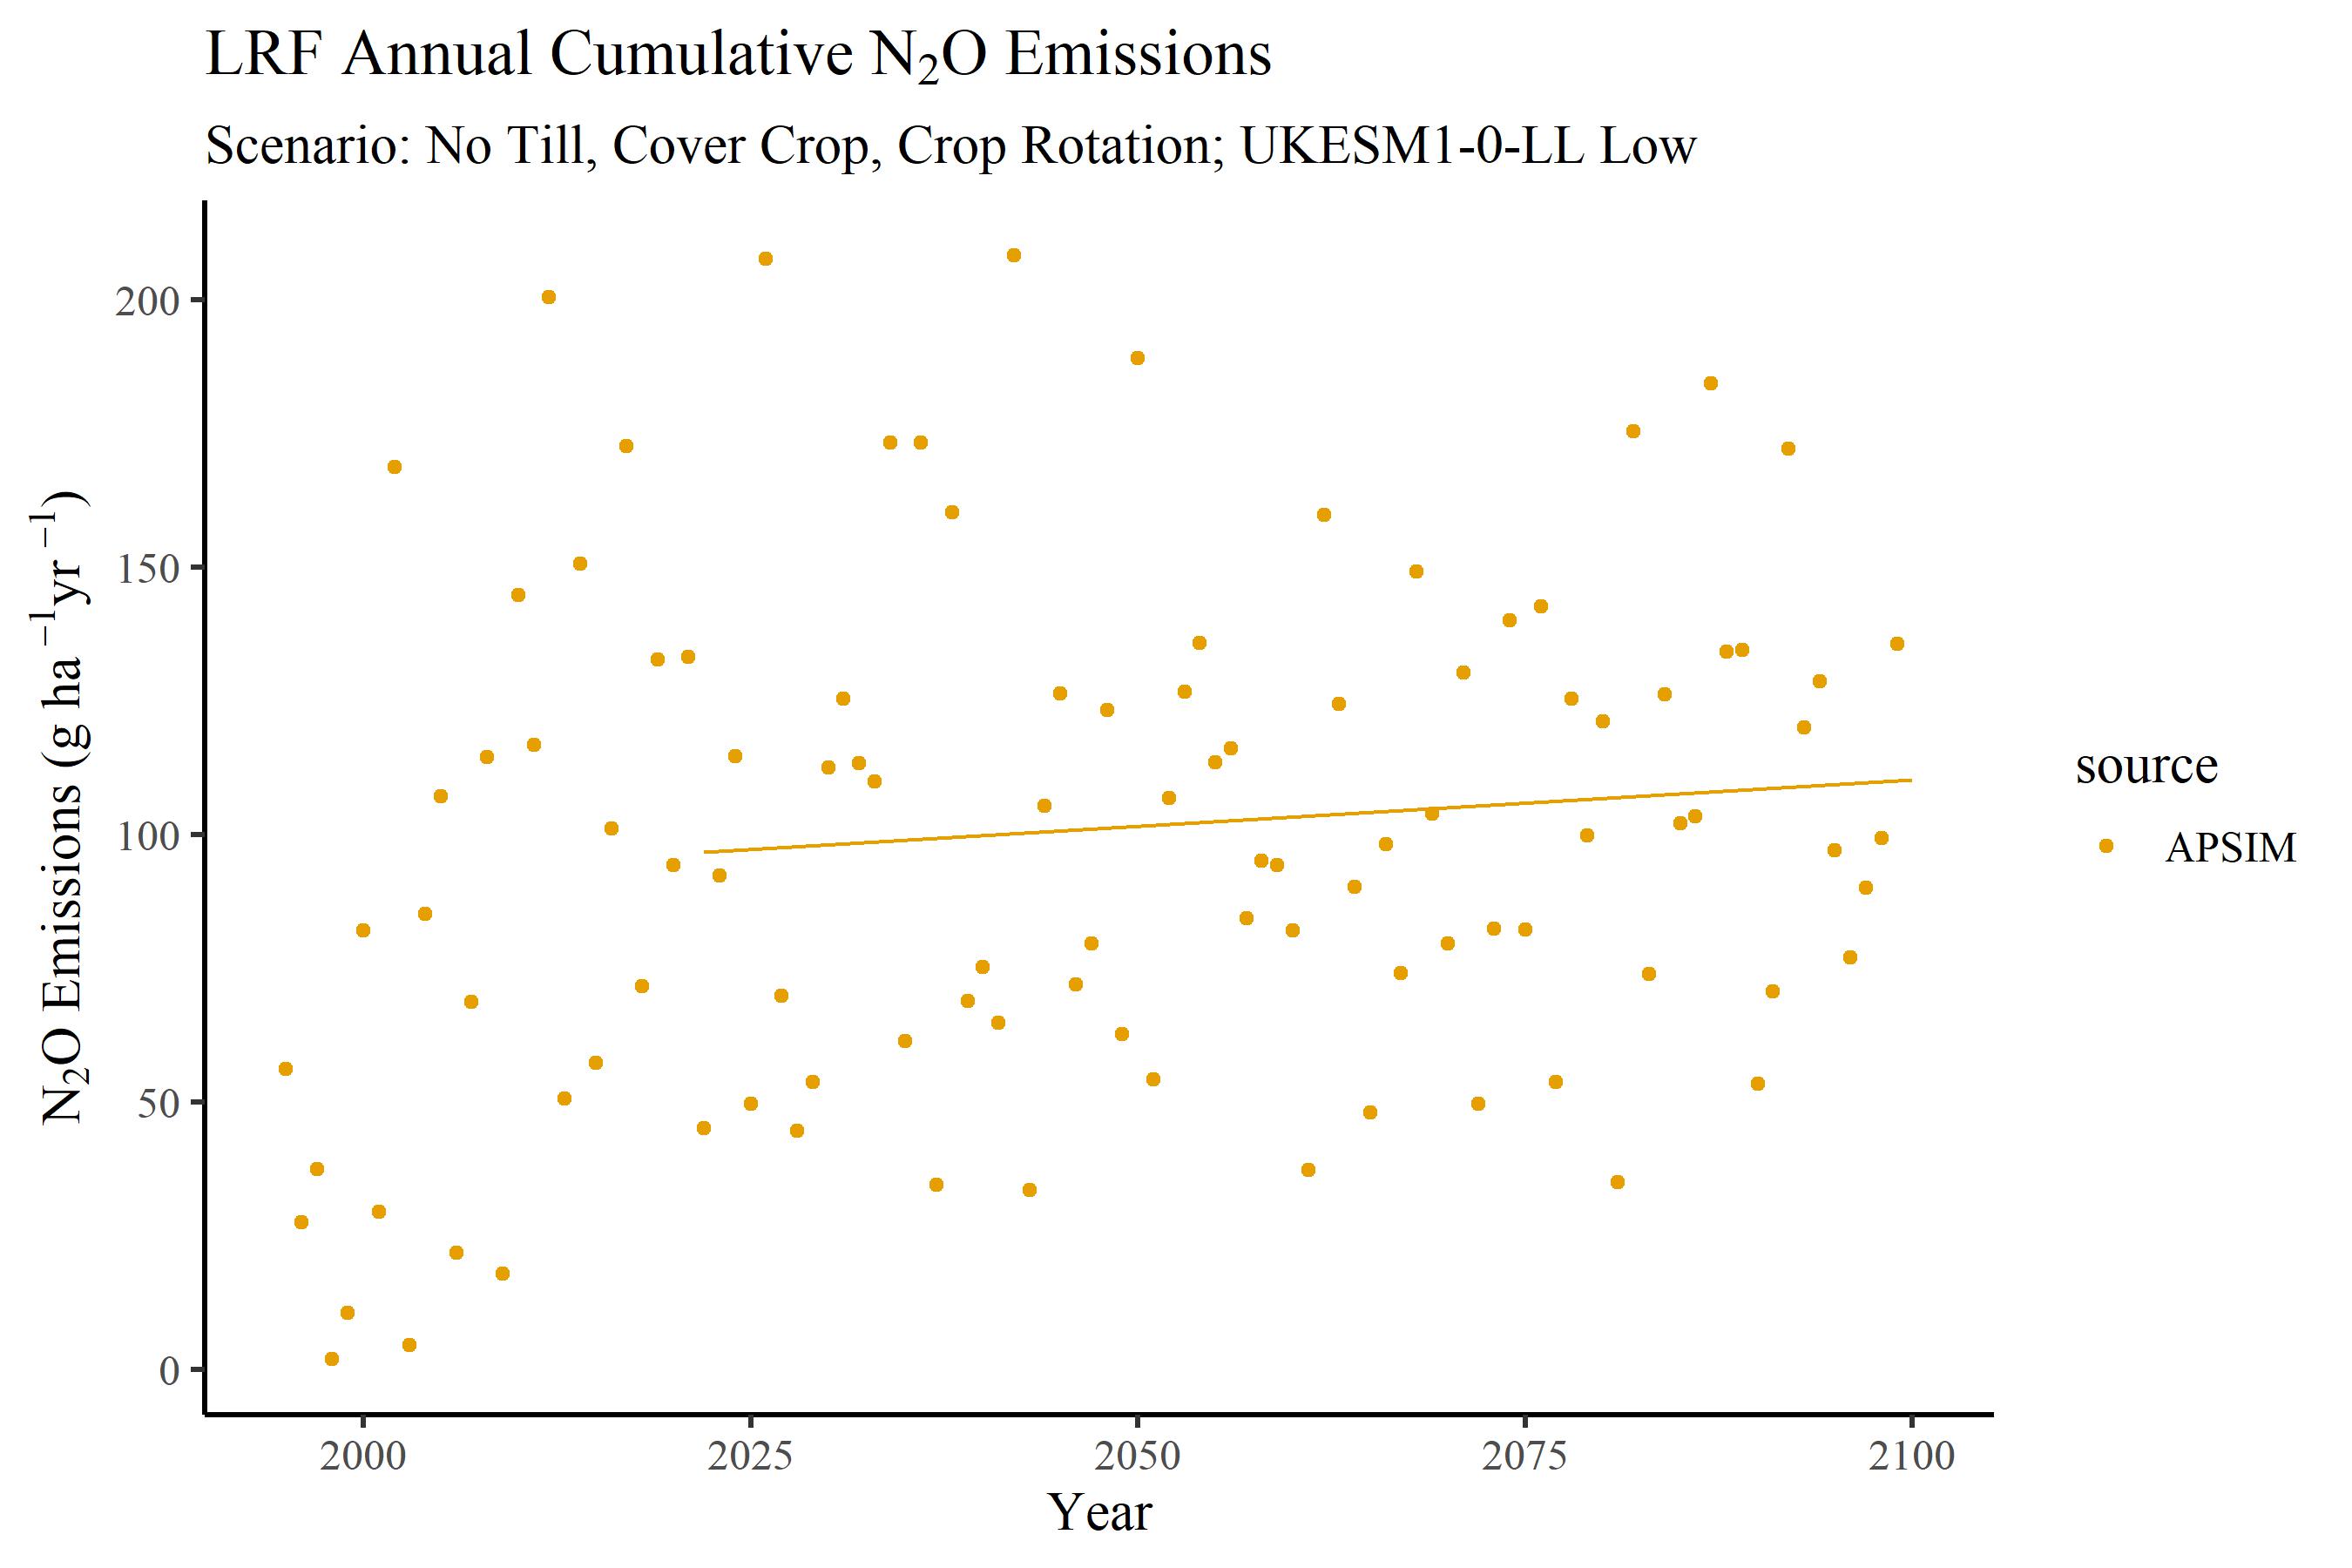 LRF Annual Cumulative N₂O Emissions
Scenario: No Till, Cover Crop, Crop Rotation; UKESM1-0-LL Low
N₂O Emissions (g ha ⁻¹yr ⁻¹)
200
150
100
50
0
2000 2025 2050 2075 2100
Year
source
APSIM